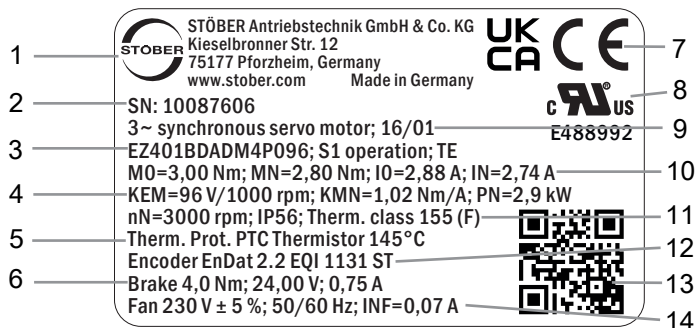 STÖBER
STÖBER Antriebstechnik GmbH & Co. KG
Kieselbronner Str. 12
75177 Pforzheim, Germany
www.stober.com Made in Germany
UK
CA
CE
SN: 10087606
3~ synchronous servo motor; 16/01
EZ401BDADM4P096; S1 operation; TE
M0=3,00 Nm; MN=2,80 Nm; I0=2,88 A; IN=2,74 A
KEM=96 V/1000 rpm; KMN=1,02 Nm/A; PN=2,9 kW
nN=3000 rpm; IP56; Therm. class 155 (F)
Therm. Prot. PTC Thermistor 145°C
Encoder EnDat 2.2 EQI 1131 ST
Brake 4,0 Nm; 24,00 V; 0,75 A
Fan 230 V ± 5 %; 50/60 Hz; INF=0,07 A
C RU® US
E488992
1
2
3
4
5
6
7
8
9
10
11
12
13
14